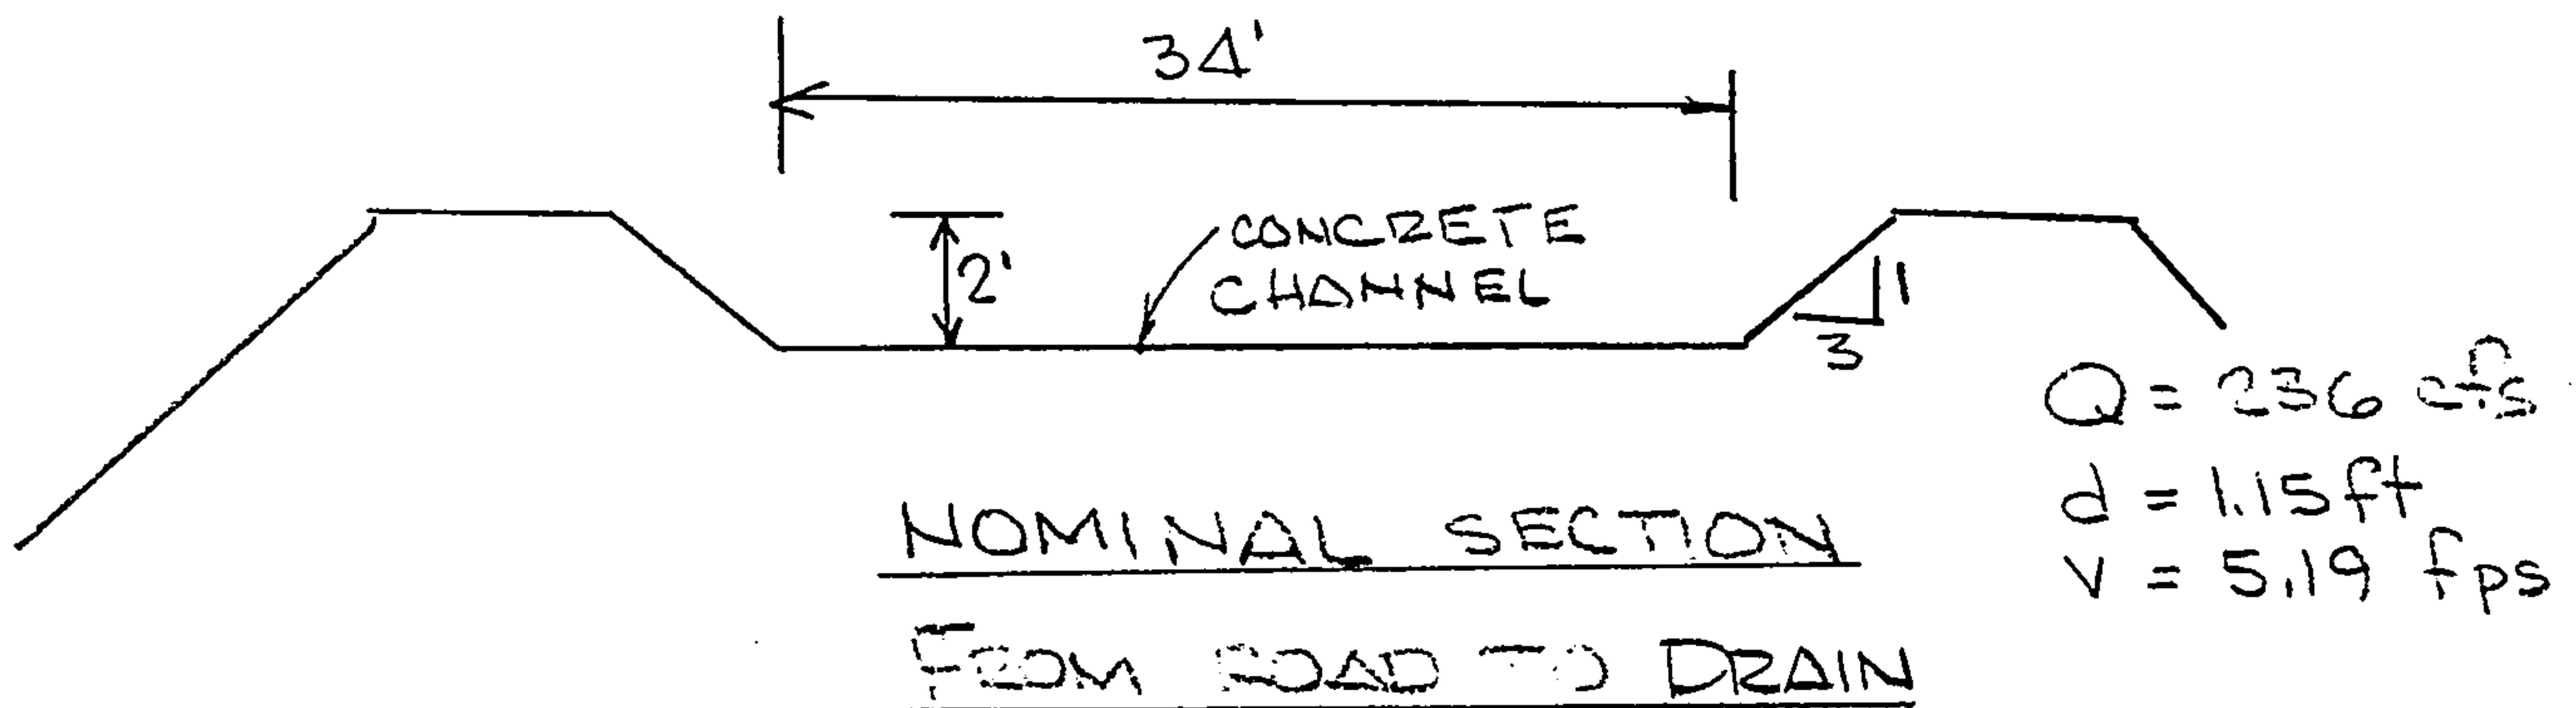 34'
2'
CONCRETE
CHANNEL
1
3
Q = 236 cfs
d = 1.15 ft
V = 5.19 fps
NOMINAL SECTION
FROM ROAD TO DRAIN